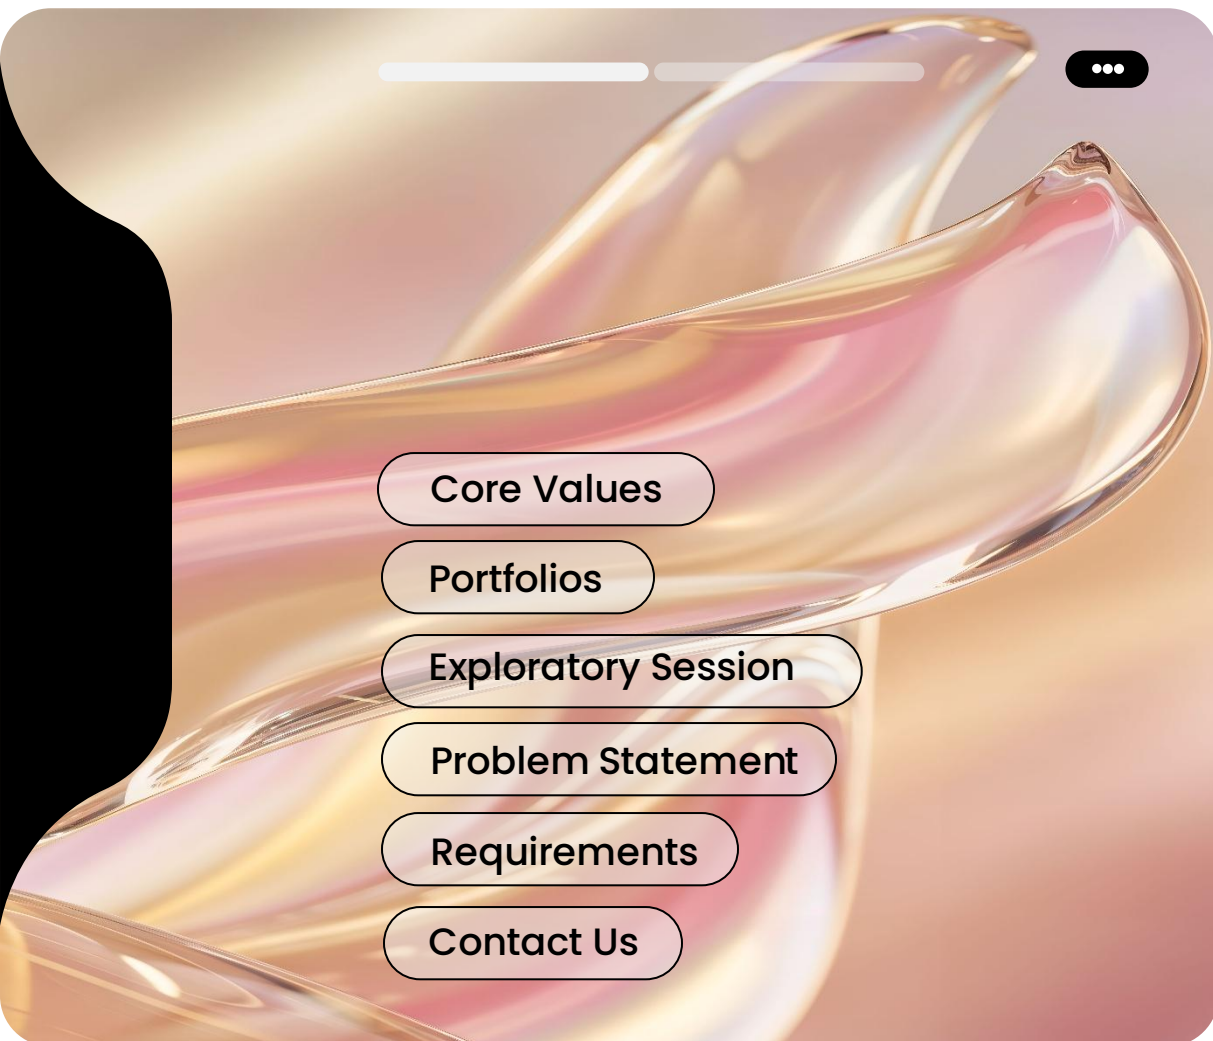 Core Values
Portfolios
Exploratory Session
Problem Statement
Requirements
Contact Us